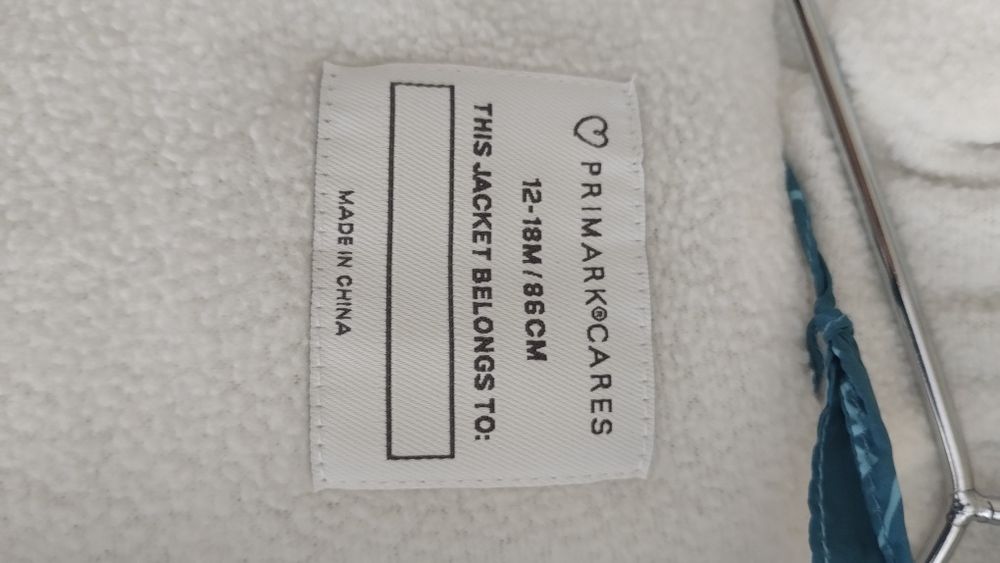 PRIMARK®CARES
12-18M/86CM
THIS JACKET BELONGS TO:
MADE IN CHINA